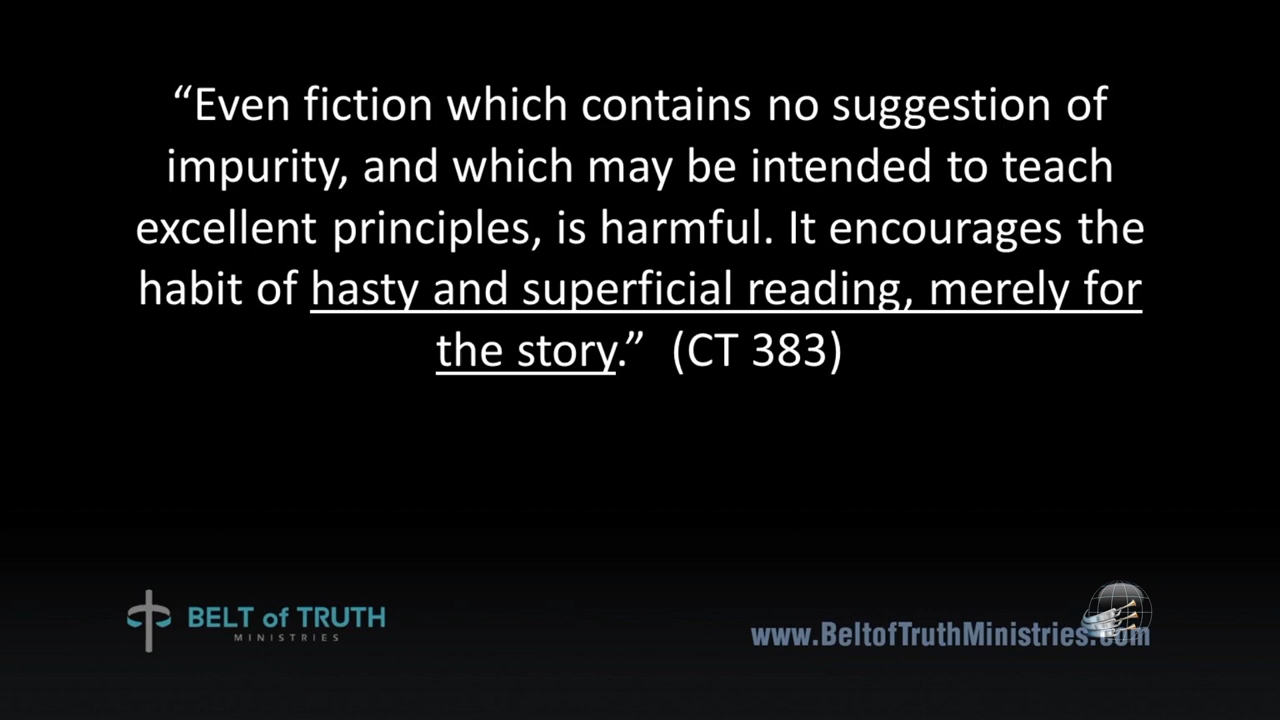 “Even fiction which contains no suggestion of
impurity, and which may be intended to teach
excellent principles, is harmful. It encourages the
habit of hasty and superficial reading, merely for
the story.” (CT 383)
BELT of TRUTH
MINISTRIES
www.BeltofTruthMinistries.com